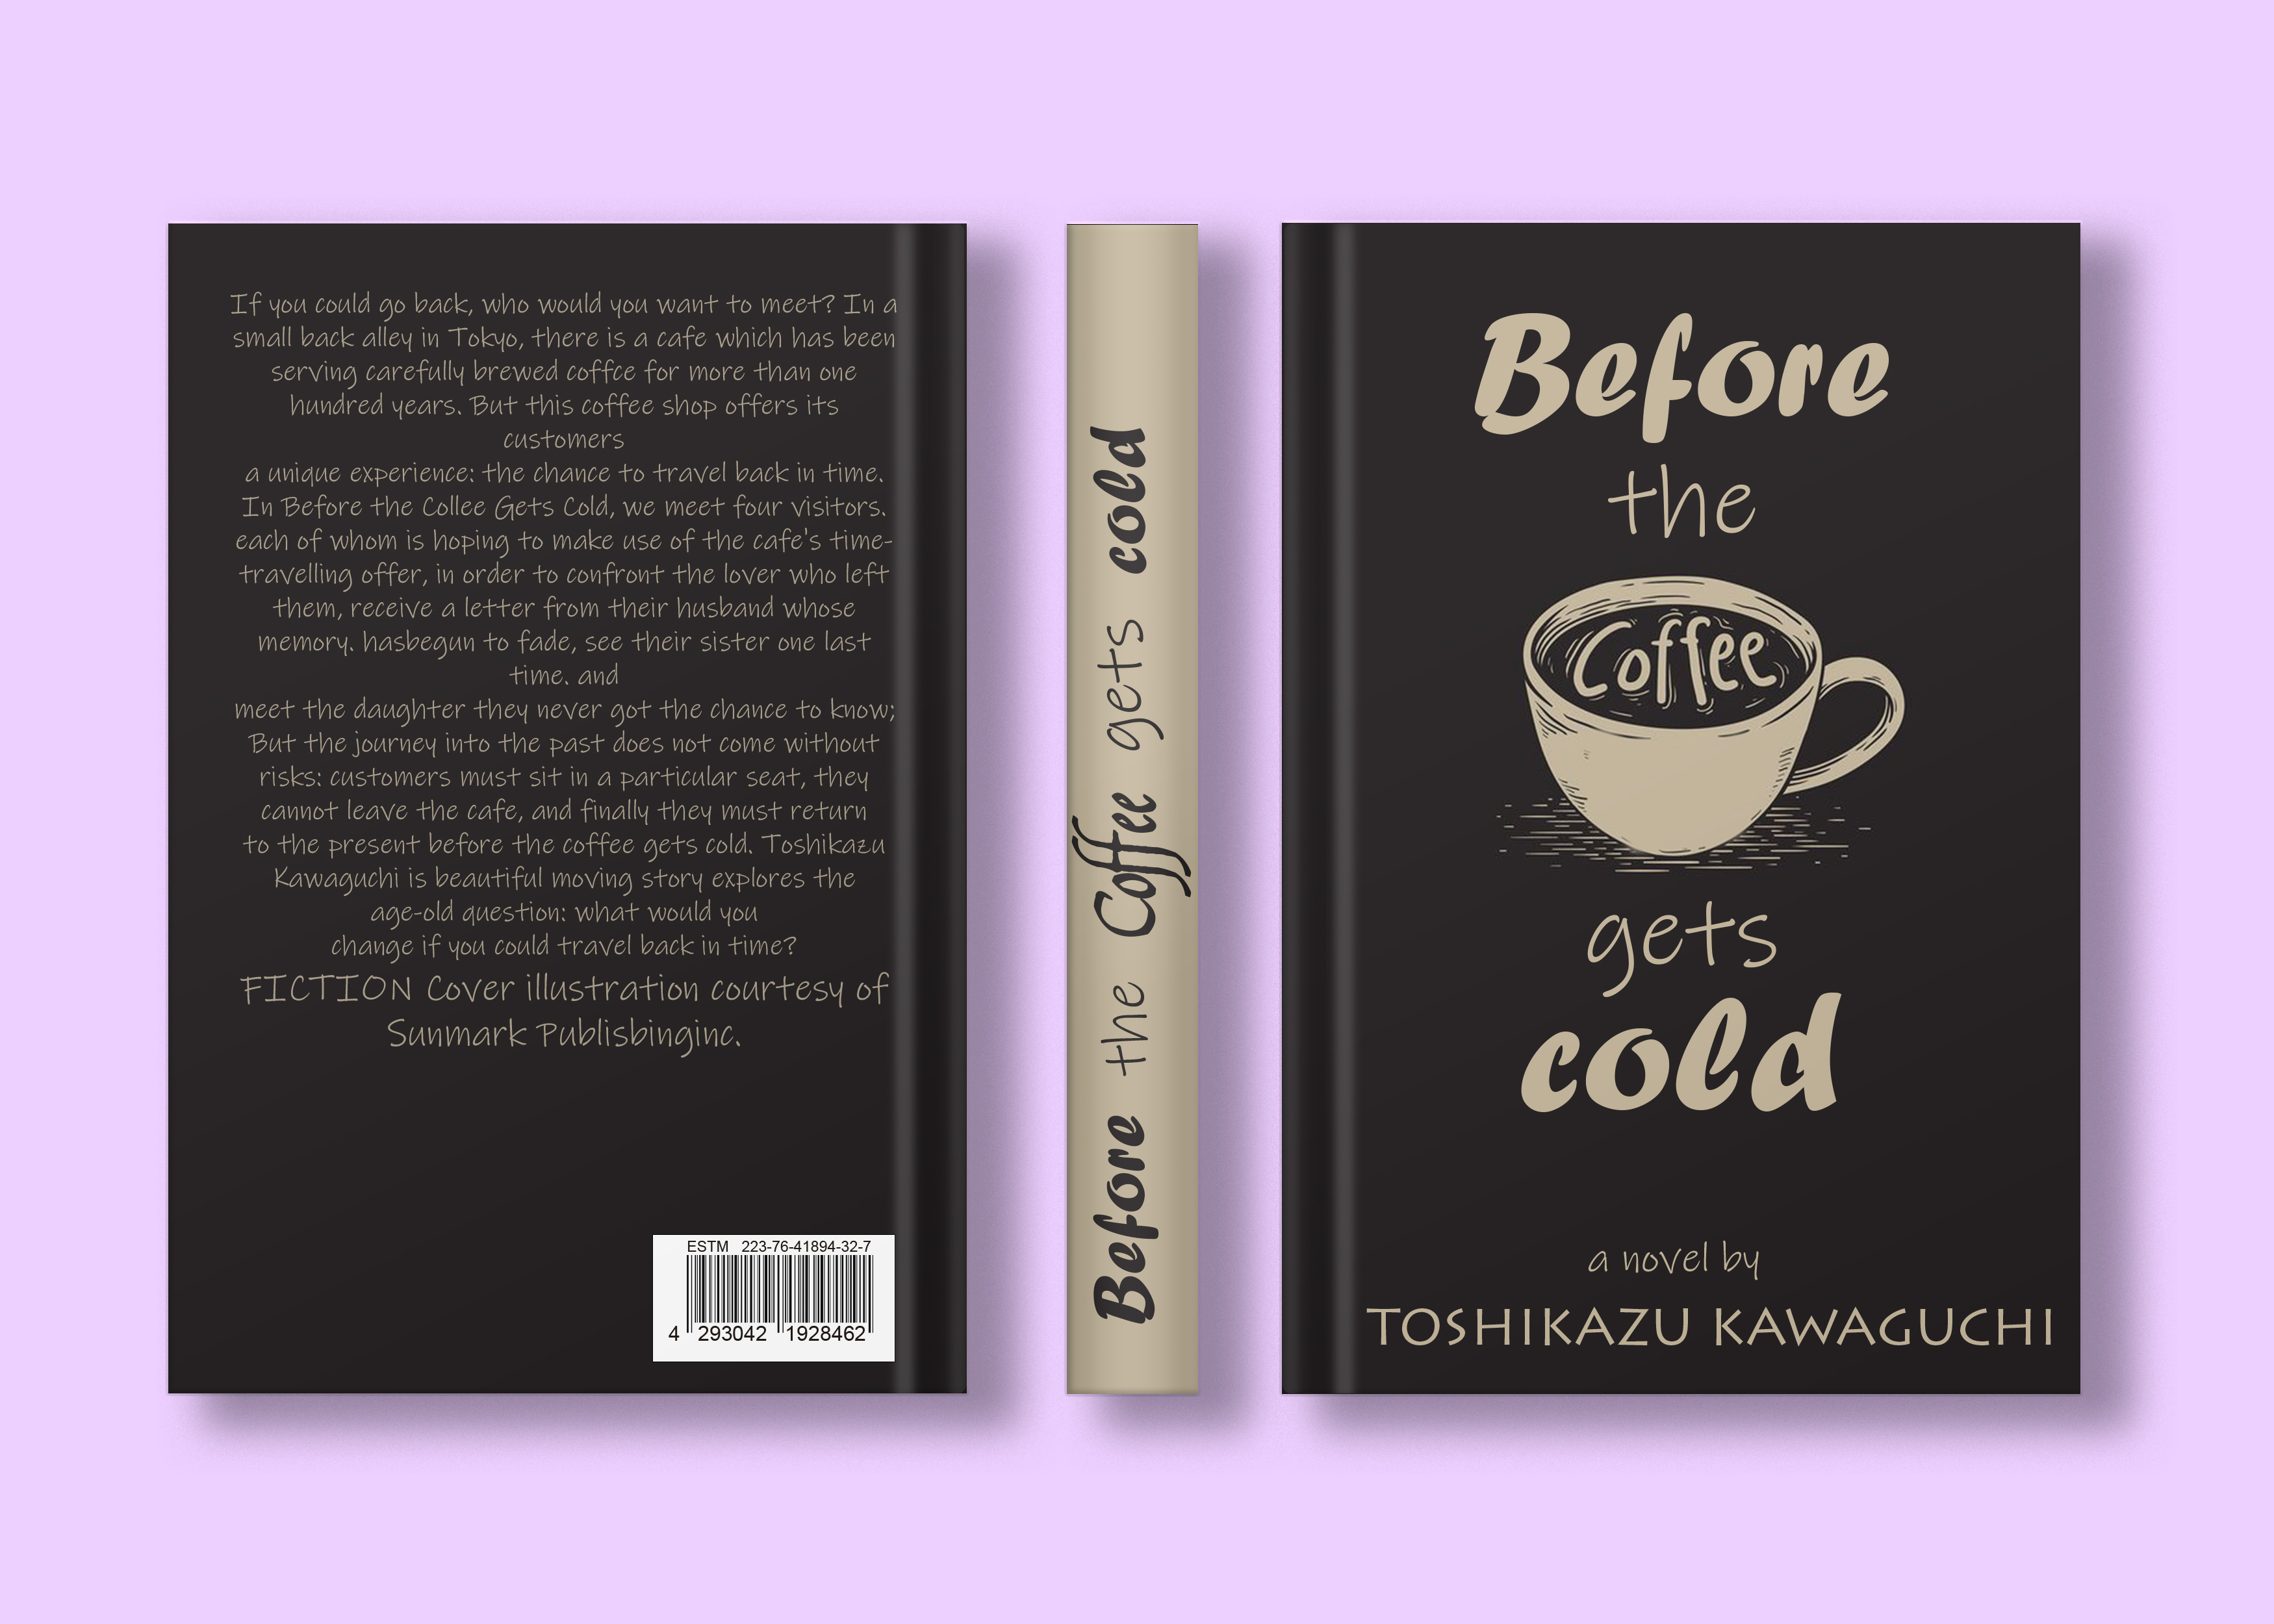 If you could go back, who would you want to meet? In a
small back alley in Tokyo, there is a cafe which has been
serving carefully brewed coffce for more than one
hundred years. But this coffee shop offers its
customers
a unique experience: the chance to travel back in time.
In Before the Collee Gets Cold, we meet four visitors.
each of whom is hoping to make use of the cafe's time-
travelling offer, in order to confront the lover who left
them, receive a letter from their husband whose
memory. hasbegun to fade, see their sister one last
time. and
meet the daughter they never got the chance to know;
But the journey into the past does not come without
risks: customers must sit in a particular seat, they
cannot leave the cafe, and finally they must return
to the present before the coffee gets cold. Toshikazu
Kawaguchi is beautiful moving story explores the
age-old question: what would you
change if you could travel back in time?
FICTION Cover illustration courtesy of
Sunmark Publisbinginc.
ESTM 223-76-41894-32-7
4 293042 1928462
Before the Coffee gets cold
Before
the
Coffee
gets
cold
a novel by
TOSHIKAZU KAWAGUCHI